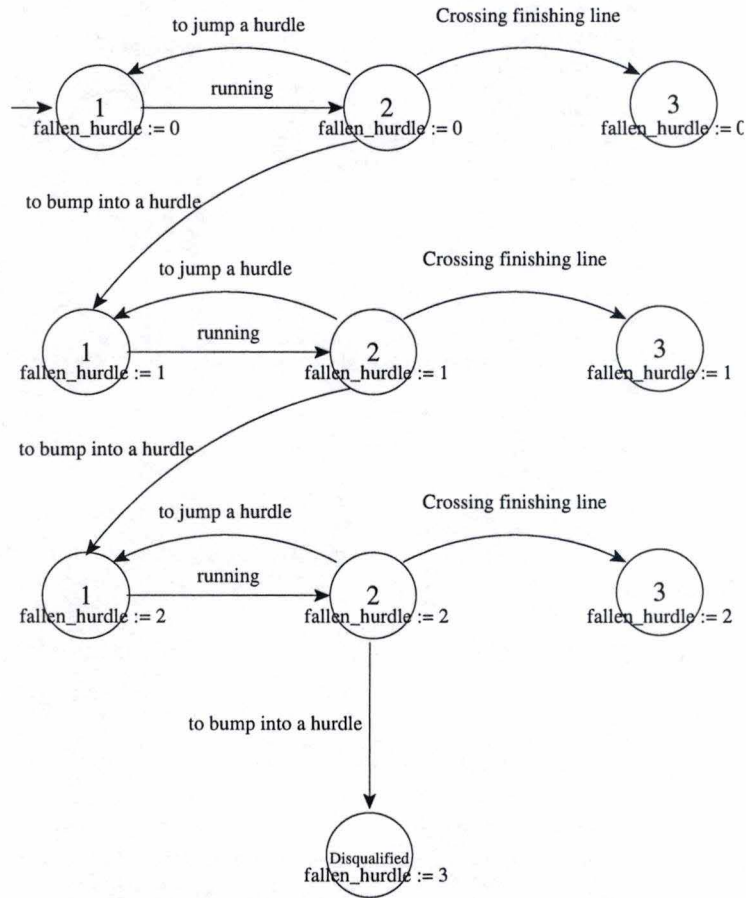 Crossing finishing line
to jump a hurdle
running
1
2
3
fallen_hurdle := 0
fallen_hurdle := 0
fallen_hurdle := 0
to bump into a hurdle
Crossing finishing line
to jump a hurdle
running
1
2
3
fallen_hurdle := 1
fallen_hurdle := 1
fallen_hurdle := 1
to bump into a hurdle
Crossing finishing line
to jump a hurdle
running
1
2
3
fallen_hurdle := 2
fallen_hurdle := 2
fallen_hurdle := 2
to bump into a hurdle
Disqualified
fallen_hurdle := 3